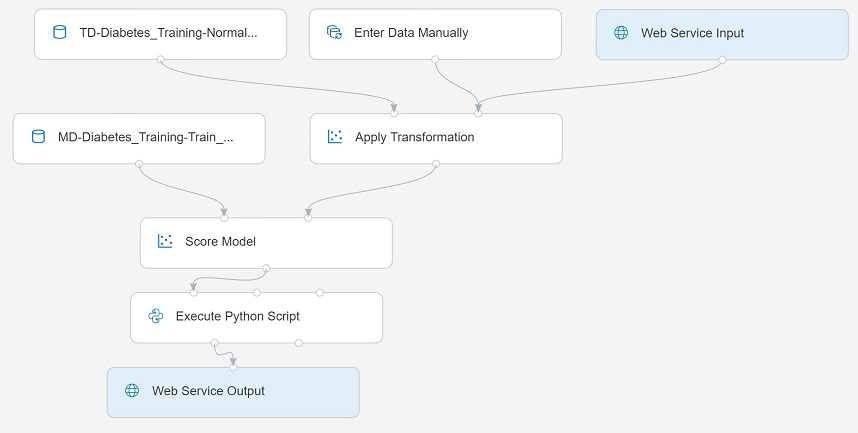 TD-Diabetes_Training-Normal...
Enter Data Manually
Web Service Input
MD-Diabetes_Training-Train_...
Apply Transformation
Score Model
Execute Python Script
Web Service Output